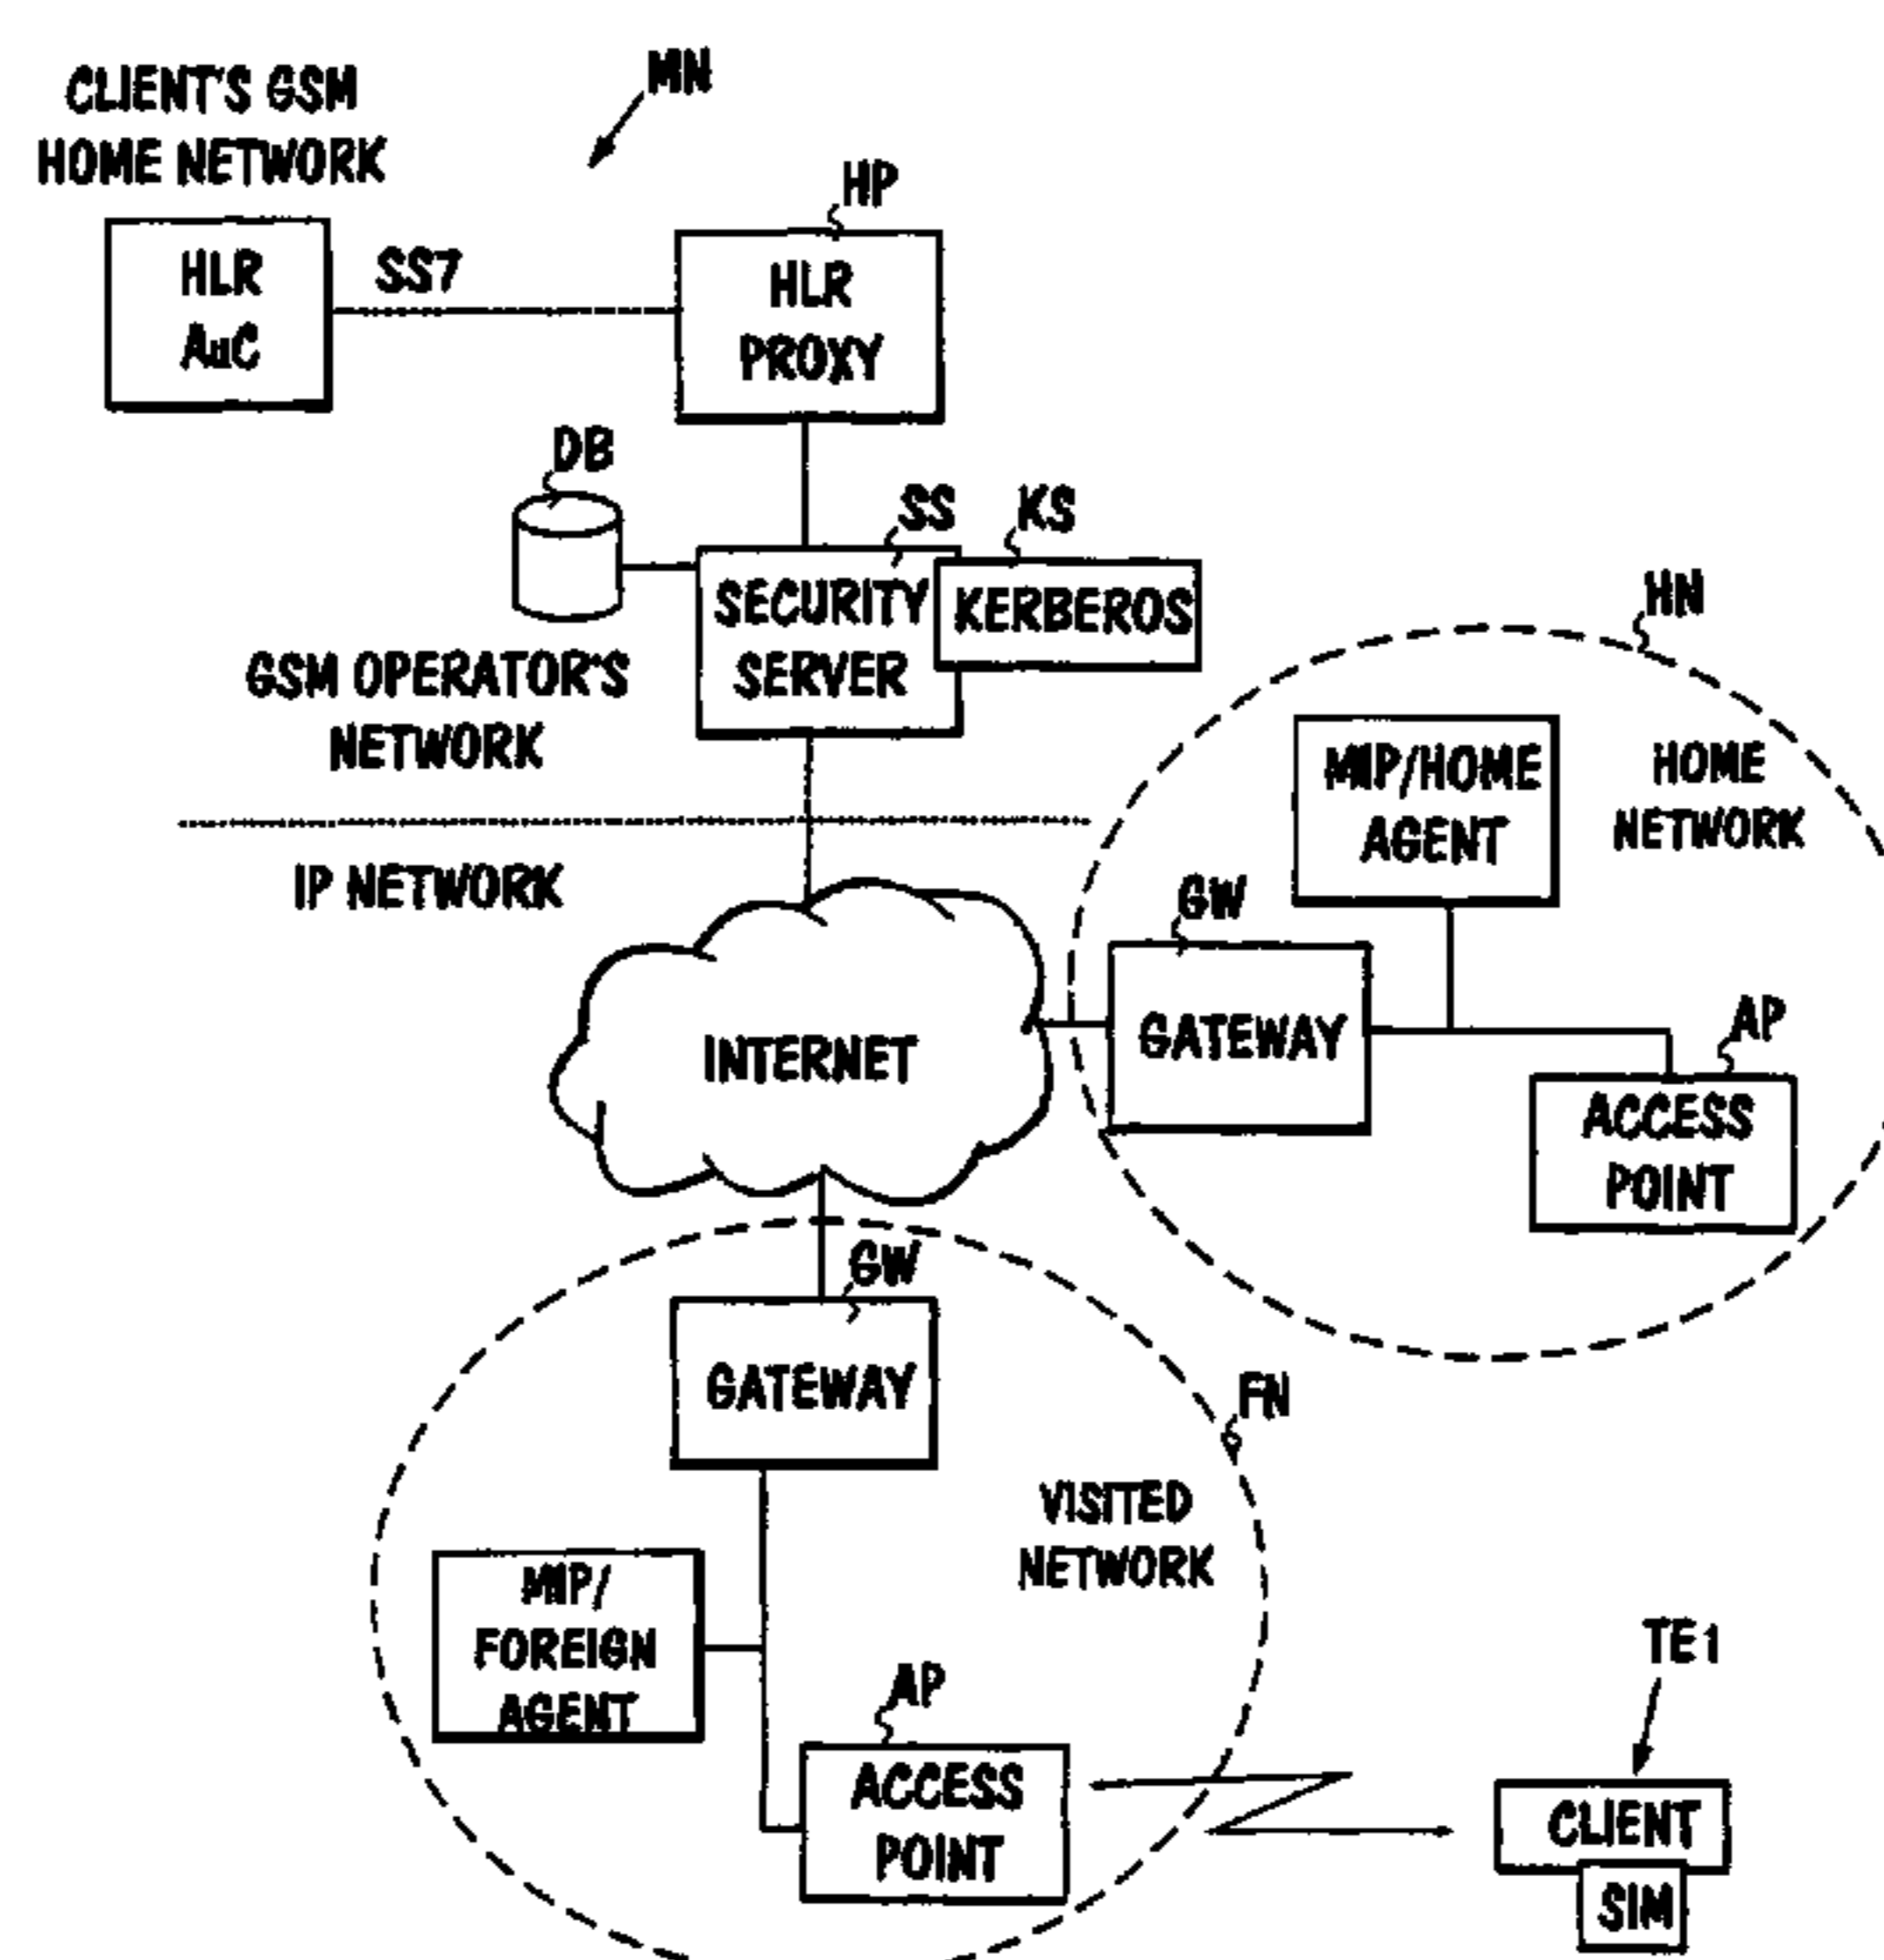 MN
CLIENT'S GSM
HOME NETWORK
HP
HLR
AuC
SS7
HLR
PROXY
DB
SS
KS
SECURITY
SERVER
KERBEROS
GSM OPERATOR'S
NETWORK
HN
MIP/HOME
AGENT
HOME
NETWORK
IP NETWORK
GW
GATEWAY
INTERNET
AP
ACCESS
POINT
GW
GATEWAY
FN
VISITED
NETWORK
MIP/
FOREIGN
AGENT
AP
ACCESS
POINT
TE1
CLIENT
SIM